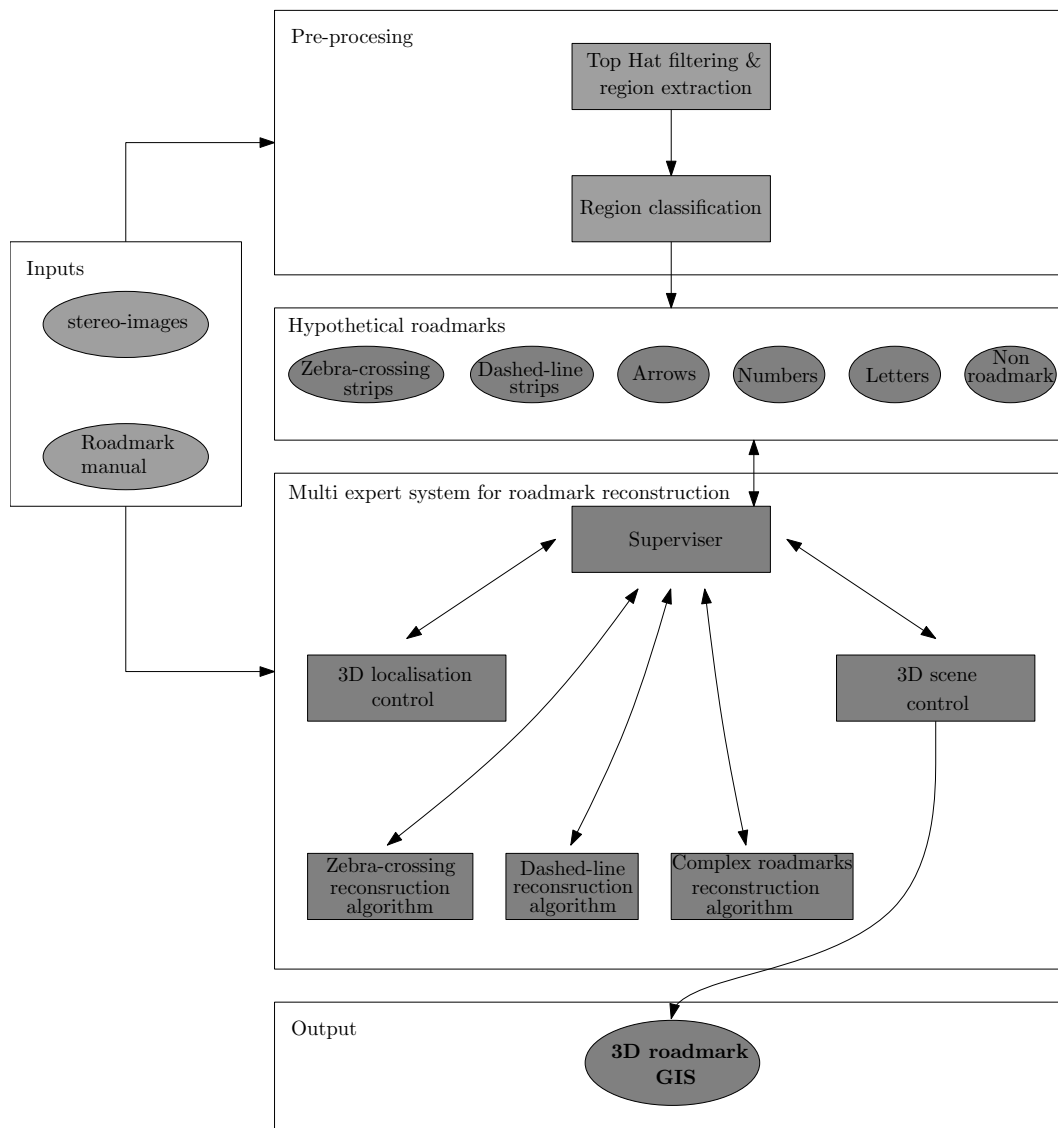 Pre-procesing
Top Hat filtering &
region extraction
Region classification
Inputs
stereo-images
Roadmark
manual
Hypothetical roadmarks
Zebra-crossing
strips
Dashed-line
strips
Arrows
Numbers
Letters
Non
roadmark
Multi expert system for roadmark reconstruction
Superviser
3D localisation
control
3D scene
control
Zebra-crossing
reconsruction
algorithm
Dashed-line
reconsruction
algorithm
Complex roadmarks
reconstruction
algorithm
Output
3D roadmark
GIS